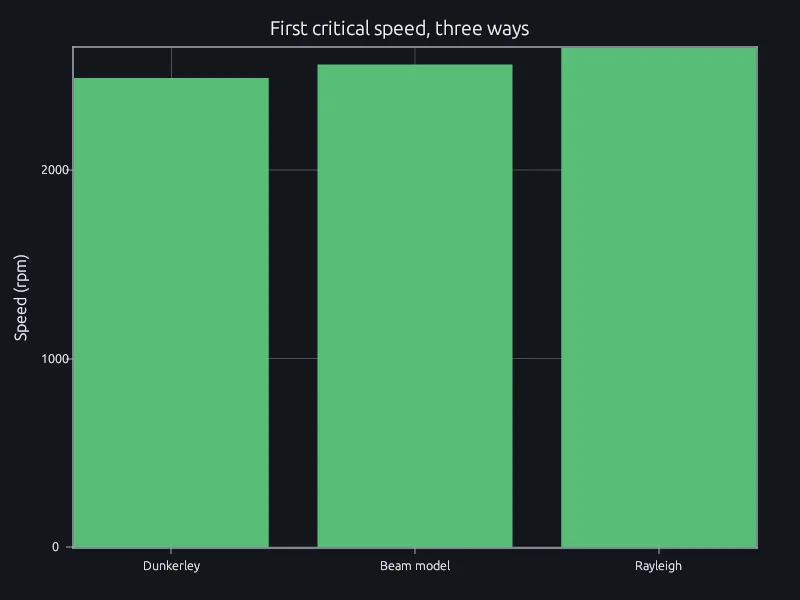 First critical speed, three ways
Speed (rpm)
2000
1000
0
Dunkerley
Beam model
Rayleigh